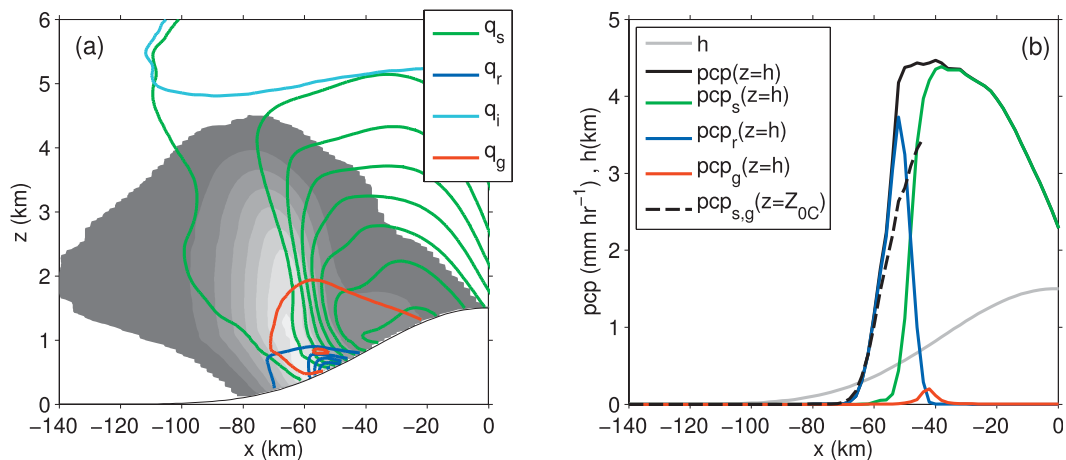 (a)
q_s
q_r
q_i
q_g
6
5
4
3
2
1
0
z (km)
−140 −120 −100 −80 −60 −40 −20 0
x (km)
(b)
h
pcp(z=h)
pcp_s(z=h)
pcp_r(z=h)
pcp_g(z=h)
pcp_s,g(z=Z_0C)
5
4
3
2
1
0
pcp (mm hr⁻¹) , h(km)
−140 −120 −100 −80 −60 −40 −20 0
x (km)